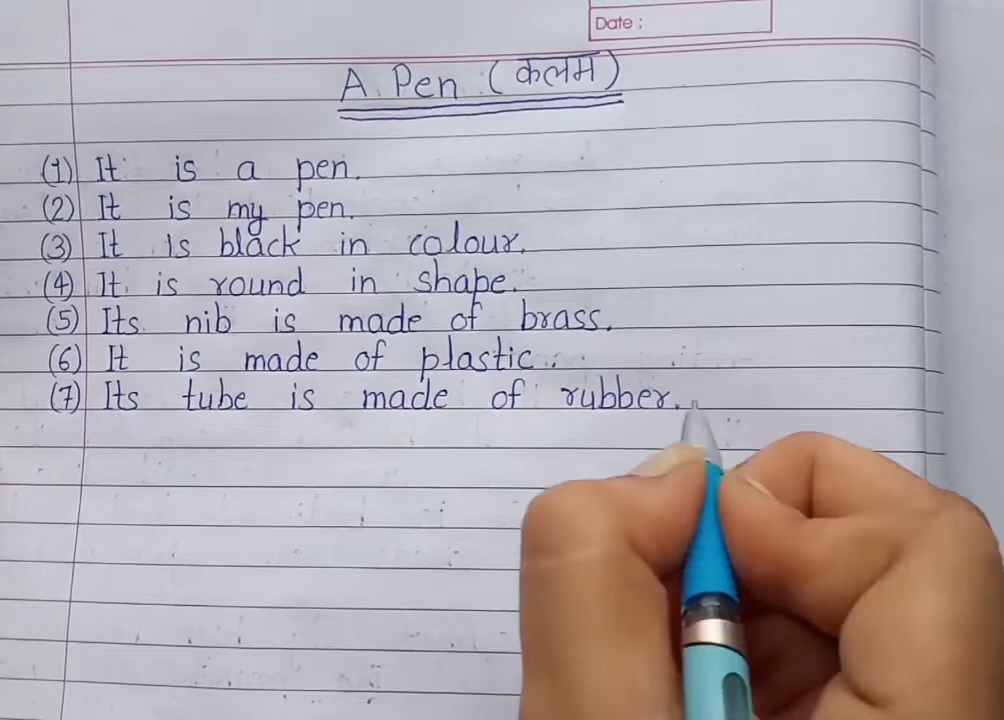 Date :
A Pen (कलम)
(1) It is a pen.
(2) It is my pen.
(3) It is black in colour.
(4) It is round in shape.
(5) Its nib is made of brass.
(6) It is made of plastic.
(7) Its tube is made of rubber.